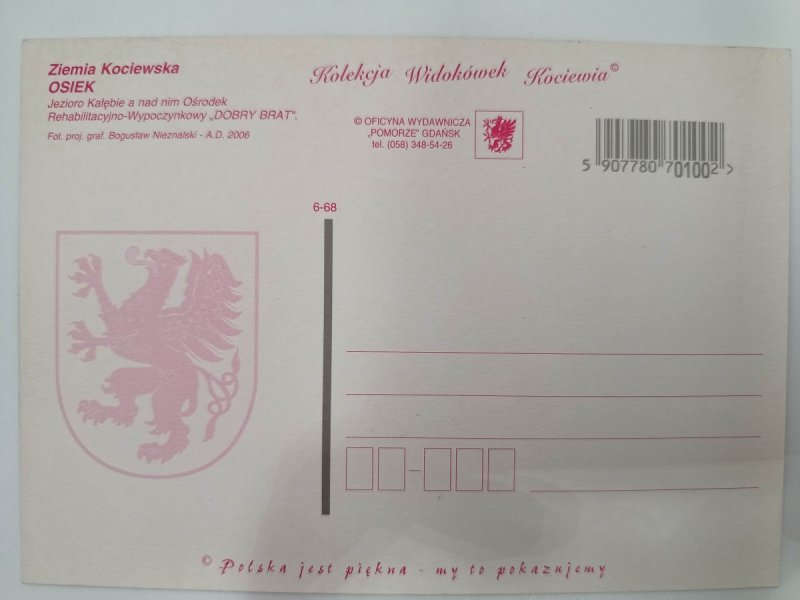 Ziemia Kociewska
OSIEK
Jezioro Kałębie a nad nim Ośrodek
Rehabilitacyjno-Wypoczynkowy „DOBRY BRAT".
Fot. proj. graf. Bogusław Nieznalski - A.D. 2006
Kolekcja Widokówek Kociewia©
© OFICYNA WYDAWNICZA
„POMORZE" GDAŃSK
tel. (058) 348-54-26
5 907780 701002 >
6-68
© Polska jest piękna - my to pokazujemy